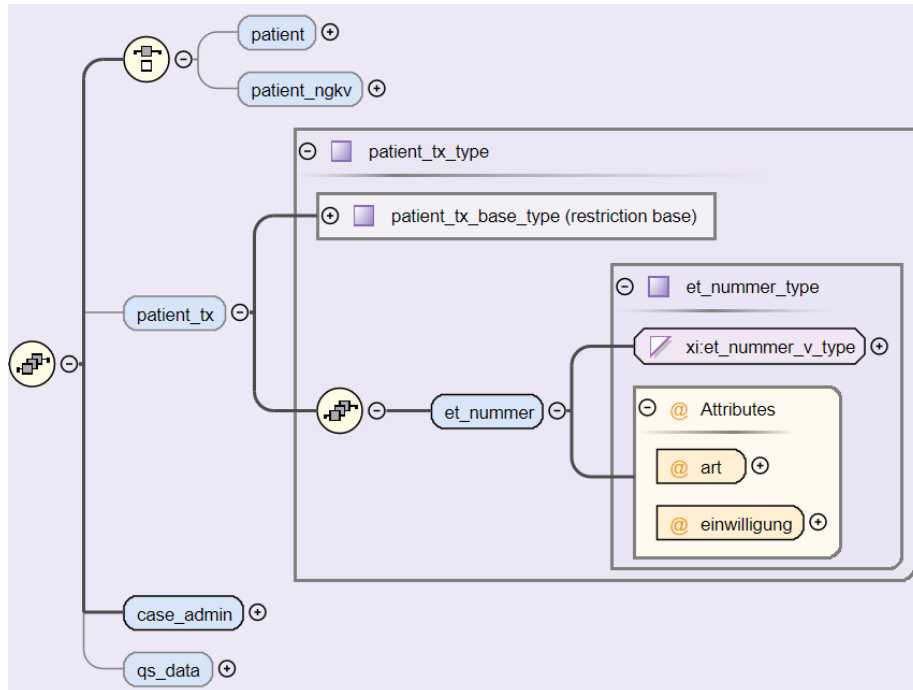 patient
patient_ngkv
patient_tx_type
patient_tx_base_type (restriction base)
et_nummer_type
patient_tx
xi:et_nummer_v_type
et_nummer
@ Attributes
@ art
@ einwilligung
case_admin
qs_data